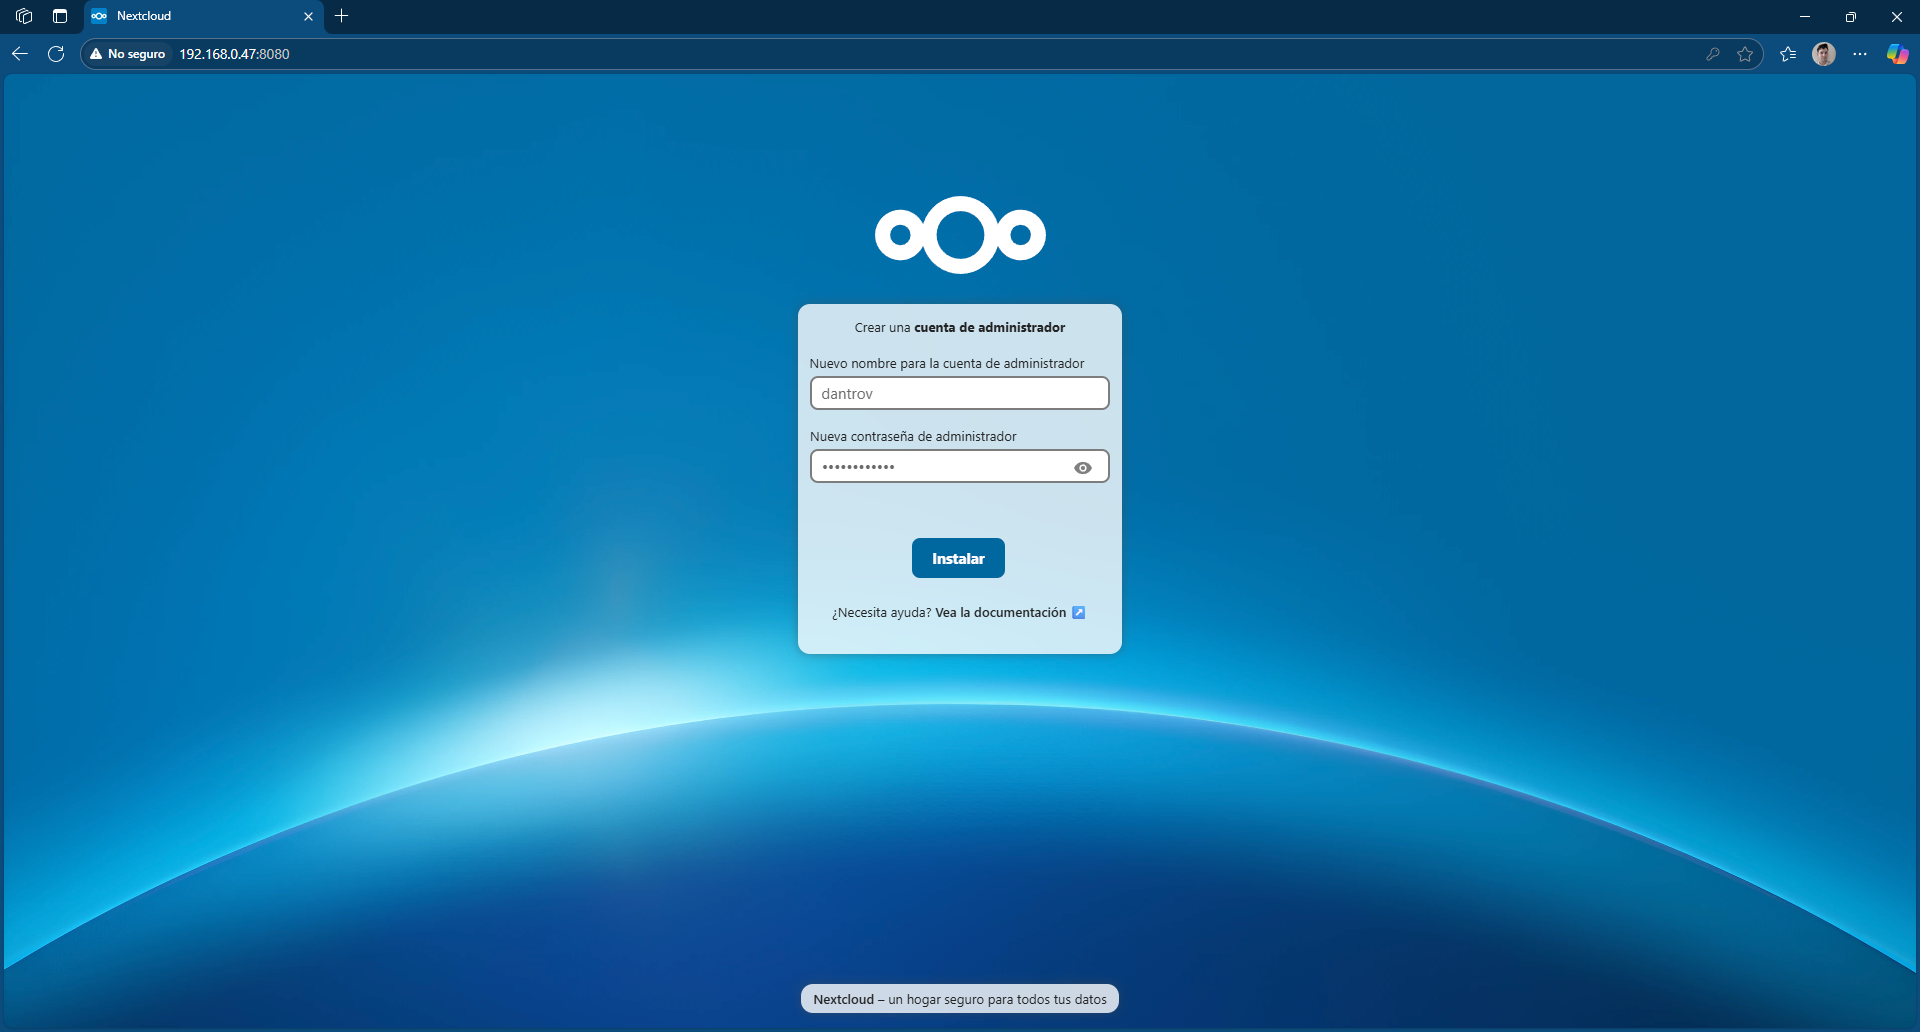 Nextcloud
No seguro 192.168.0.47:8080
Crear una cuenta de administrador
Nuevo nombre para la cuenta de administrador
dantrov
Nueva contraseña de administrador
••••••••••••
Instalar
¿Necesita ayuda? Vea la documentación
Nextcloud – un hogar seguro para todos tus datos